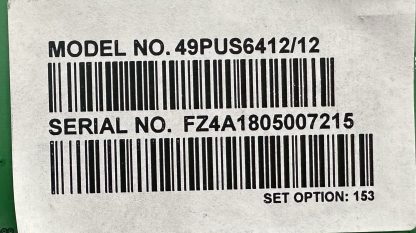 MODEL NO. 49PUS6412/12
SERIAL NO. FZ4A1805007215
SET OPTION: 153